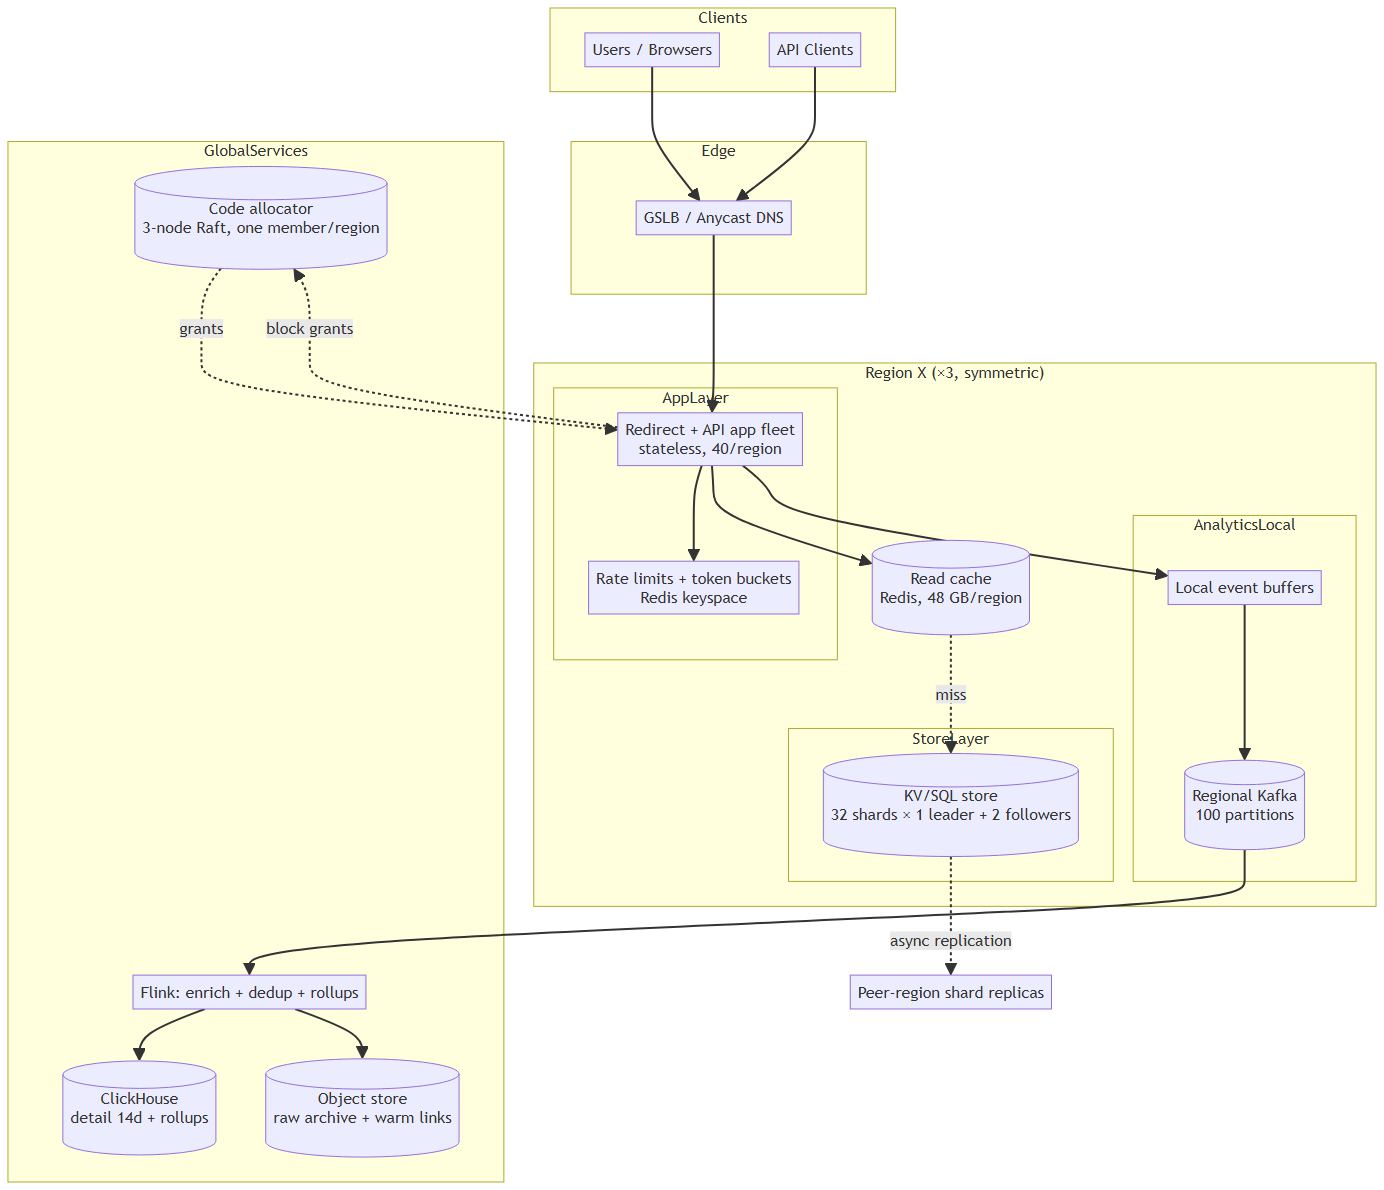 Clients
Users / Browsers
API Clients
GlobalServices
Edge
Code allocator
3-node Raft, one member/region
GSLB / Anycast DNS
grants
block grants
Region X (×3, symmetric)
AppLayer
Redirect + API app fleet
stateless, 40/region
AnalyticsLocal
Rate limits + token buckets
Redis keyspace
Read cache
Redis, 48 GB/region
Local event buffers
miss
StoreLayer
KV/SQL store
32 shards × 1 leader + 2 followers
Regional Kafka
100 partitions
async replication
Flink: enrich + dedup + rollups
Peer-region shard replicas
ClickHouse
detail 14d + rollups
Object store
raw archive + warm links